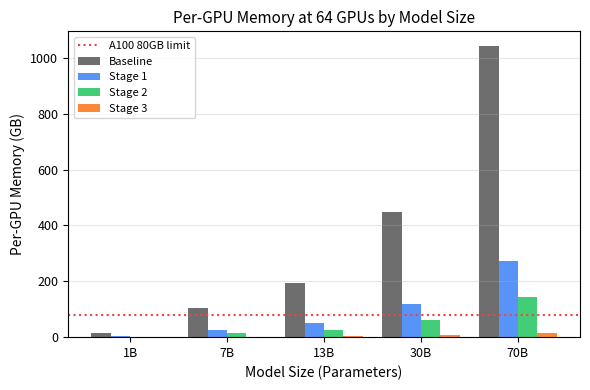 Per-GPU Memory at 64 GPUs by Model Size
A100 80GB limit
Baseline
Stage 1
Stage 2
Stage 3
Per-GPU Memory (GB)
1000
800
600
400
200
0
1B 7B 13B 30B 70B
Model Size (Parameters)